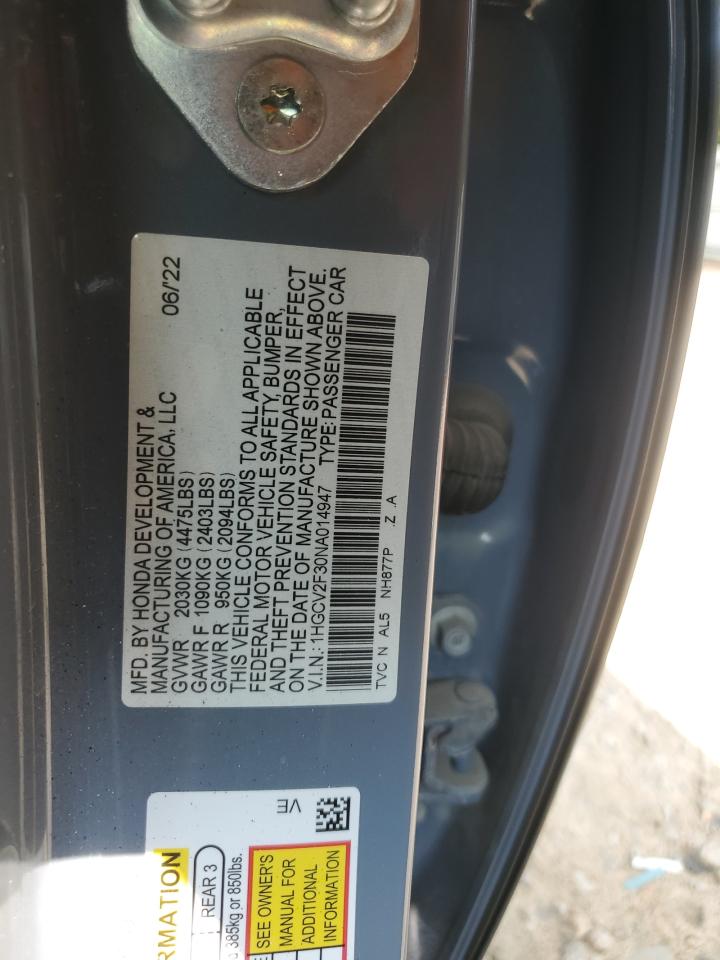 MFD. BY HONDA DEVELOPMENT &
MANUFACTURING OF AMERICA, LLC 06/'22
GVWR 2030KG (4475LBS)
GAWR F 1090KG (2403LBS)
GAWR R 950KG (2094LBS)
THIS VEHICLE CONFORMS TO ALL APPLICABLE
FEDERAL MOTOR VEHICLE SAFETY, BUMPER,
AND THEFT PREVENTION STANDARDS IN EFFECT
ON THE DATE OF MANUFACTURE SHOWN ABOVE.
V.I.N.: 1HGCV2F30NA014947 TYPE: PASSENGER CAR
TVC N AL5 NH877P .Z .A
VE
REAR 3
385kg or 850lbs.
SEE OWNER'S
MANUAL FOR
ADDITIONAL
INFORMATION